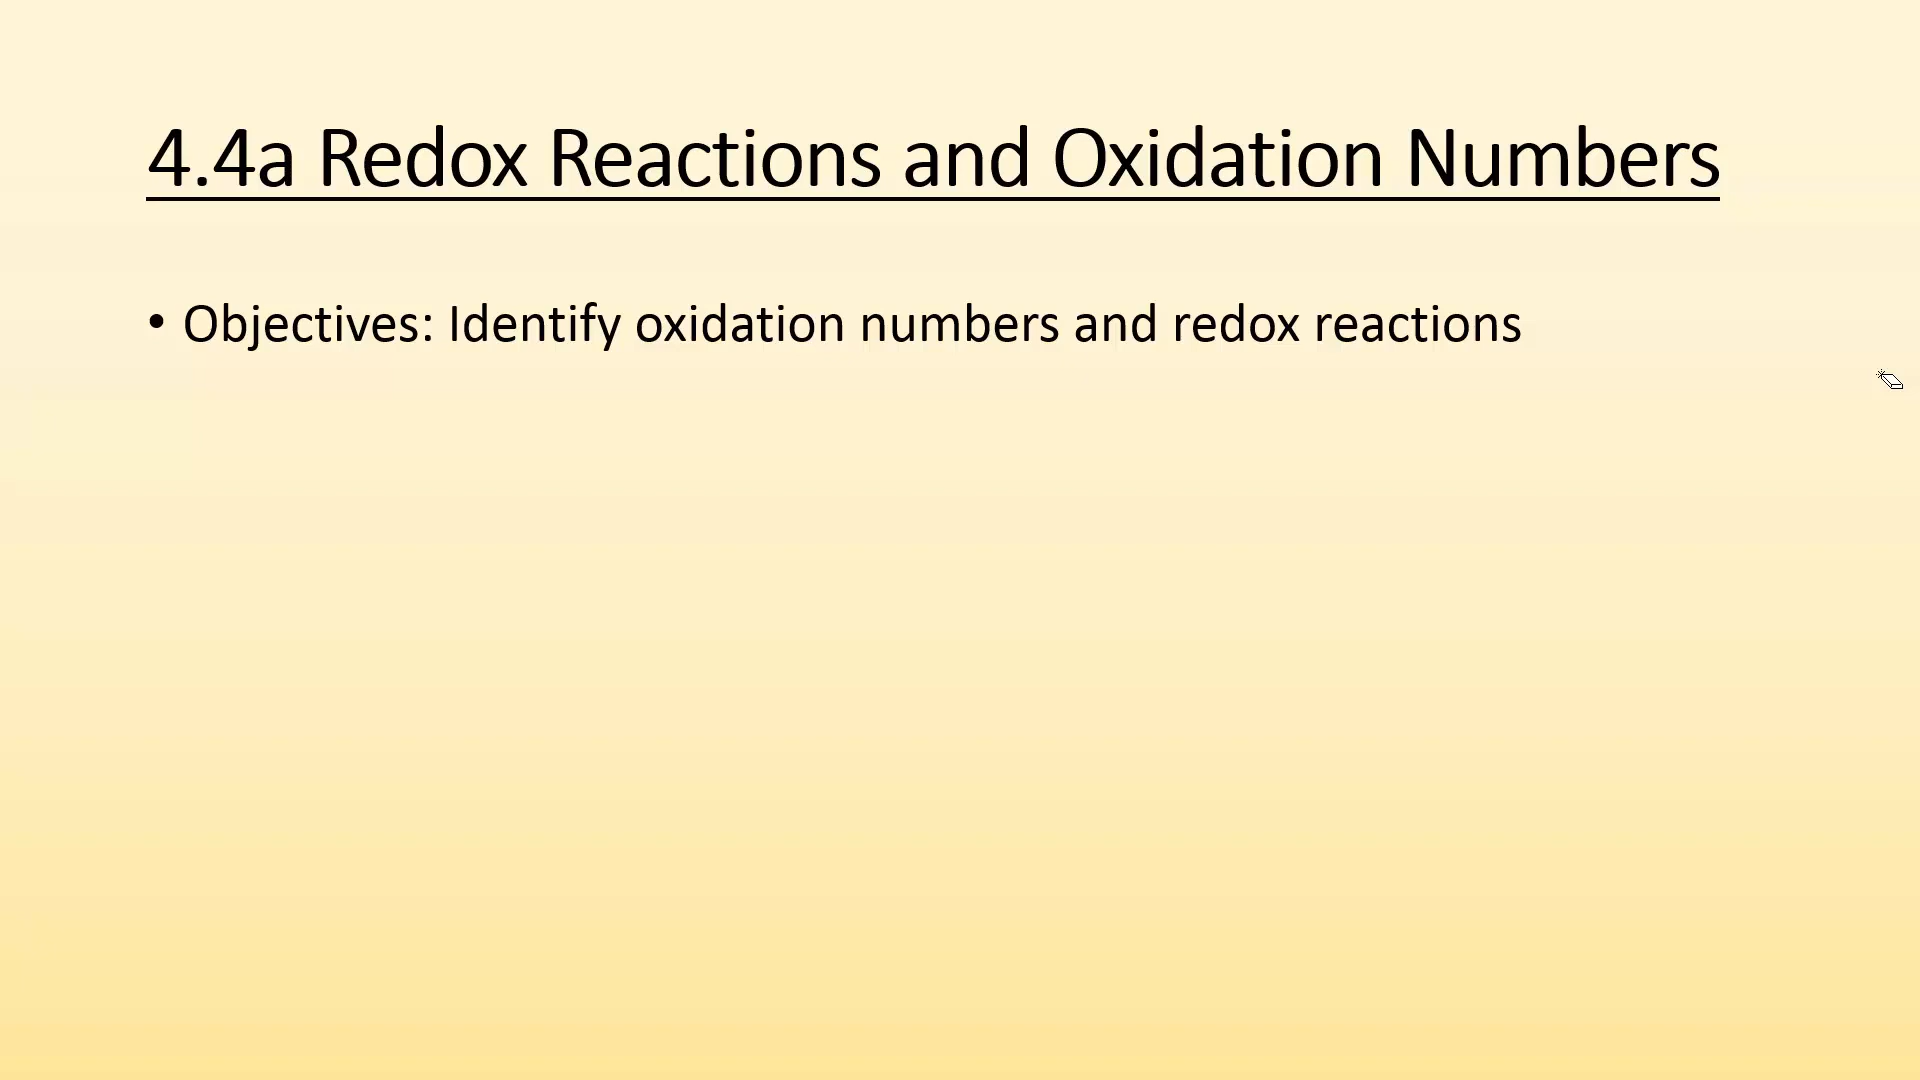 4.4a Redox Reactions and Oxidation Numbers
• Objectives: Identify oxidation numbers and redox reactions